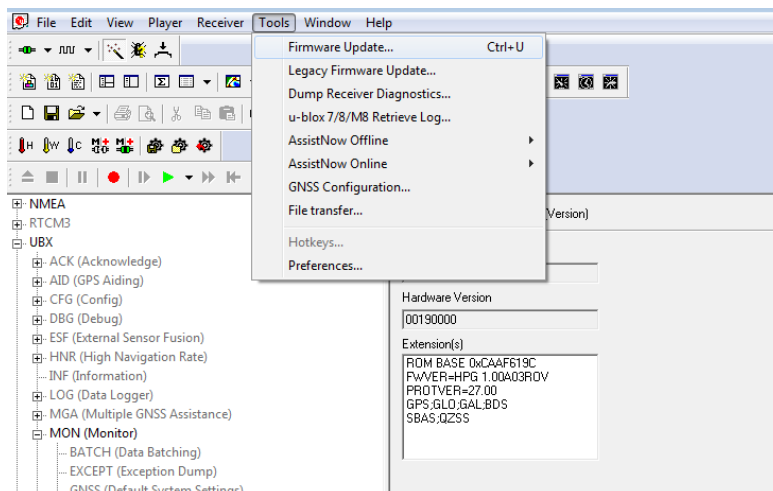 File Edit View Player Receiver Tools Window Help
Firmware Update... Ctrl+U
Legacy Firmware Update...
Dump Receiver Diagnostics...
u-blox 7/8/M8 Retrieve Log...
AssistNow Offline
AssistNow Online
GNSS Configuration...
File transfer...
Hotkeys...
Preferences...
H W C
NMEA
RTCM3
UBX
ACK (Acknowledge)
AID (GPS Aiding)
CFG (Config)
DBG (Debug)
ESF (External Sensor Fusion)
HNR (High Navigation Rate)
INF (Information)
LOG (Data Logger)
MGA (Multiple GNSS Assistance)
MON (Monitor)
BATCH (Data Batching)
EXCEPT (Exception Dump)
GNSS (Default System Settings)
Version)
Hardware Version
00190000
Extension(s)
ROM BASE 0xCAAF619C
FWVER=HPG 1.00A03ROV
PROTVER=27.00
GPS;GLO;GAL;BDS
SBAS;QZSS